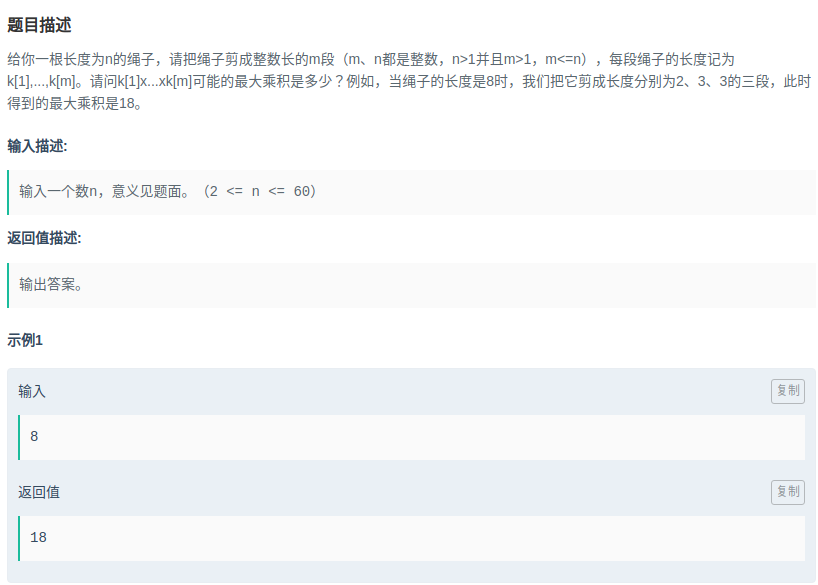 题目描述
给你一根长度为n的绳子，请把绳子剪成整数长的m段（m、n都是整数，n>1并且m>1，m<=n），每段绳子的长度记为
k[1],...,k[m]。请问k[1]x...xk[m]可能的最大乘积是多少？例如，当绳子的长度是8时，我们把它剪成长度分别为2、3、3的三段，此时
得到的最大乘积是18。
输入描述:
输入一个数n，意义见题面。（2 <= n <= 60）
返回值描述:
输出答案。
示例1
输入
复制
8
返回值
复制
18